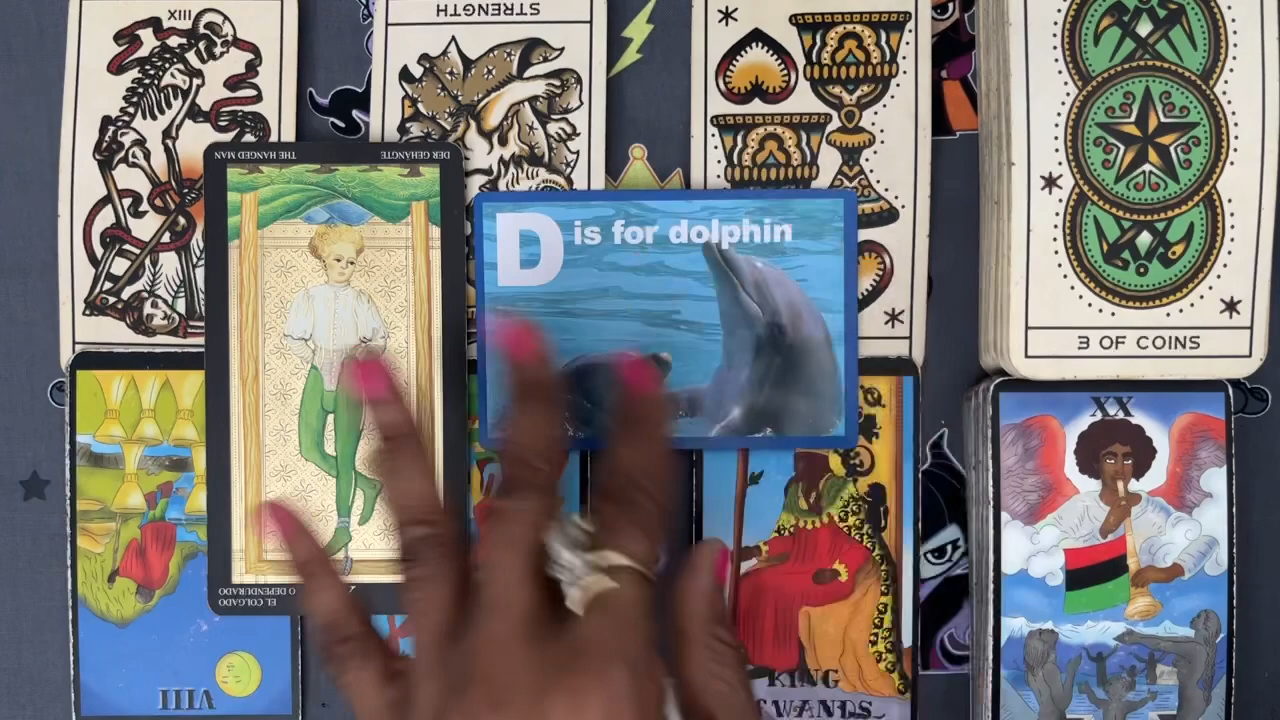 XIII
STRENGTH
THE HANGED MAN
DER GEHÄNGTE
D is for dolphin
3 OF COINS
XX
EL COLGADO
O DEPENDURADO
VIII
KING
WANDS